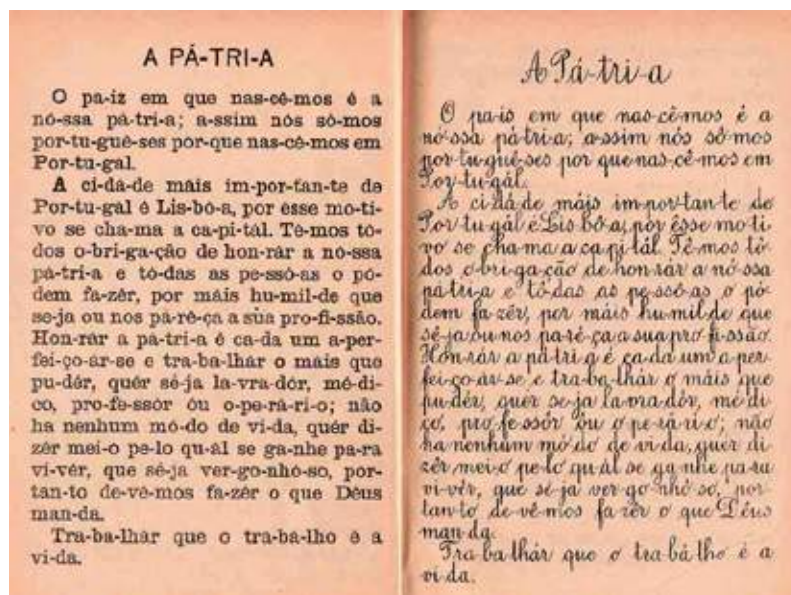 A PÁ-TRI-A
O pa-iz em que nas-cê-mos é a
nó-ssa pá-tri-a; a-ssim nós sô-mos
por-tu-guê-ses por-que nas-cê-mos em
Por-tu-gal.
A ci-da-de máis im-por-tan-te de
Por-tu-gál é Lis-bô-a, por esse mo-ti-
vo se cha-ma a ca-pi-tál. Tê-mos tô-
dos o-bri-ga-ção de hon-rár a nó-ssa
pá-tri-a e tô-das as pe-ssô-as o pó-
dem fa-zêr, por máis hu-mil-de que
se-ja ou nos pa-rê-ça a sua pro-fi-ssão.
Hon-rár a pá-tri-a é ca-da um a-per-
fei-ço-ar-se e tra-ba-lhár o mais que
pu-dér, quér sê-ja la-vra-dôr, mé-di-
co, pro-fe-ssôr ôu o-pe-rá-ri-o; não
ha nenhum mó-do de vi-da, quér di-
zêr mei-o pe-lo qu-ál se ga-nhe pa-ra
vi-vêr, que sê-ja ver-go-nhô-so, por-
tan-to de-vê-mos fa-zêr o que Dêus
man-da.
Tra-ba-lhár que o tra-bá-lho é a
vi-da.
A Pá-tri-a
O pa-is em que nas-cê-mos é a
nó-ssa pá-tri-a; a-ssim nós sô-mos
por-tu-guê-ses por que nas-cê-mos em
Por-tu-gál.
A ci-da-de máis im-por-tan-te de
Por-tu-gál é Lis-bô-a, por êsse mo-ti-
vo se cha-ma a ca-pi-tál. Tê-mos tô-
dos o-bri-ga-ção de hon-rár a nó-ssa
pá-tri-a e tô-das as pe-ssô-as o pó-
dem fa-zêr, por máis hu-mil-de que
sê-ja ou nos pa-rê-ça a sua pro-fi-ssão.
Hon-rár a pá-tri-a é ca-da um a-per-
fei-ço-ar-se e tra-ba-lhár o máis que
pu-dér, quer se-ja la-vra-dôr, mé-di-
co, pro-fe-ssôr ôu o-pe-rá-ri-o; não
ha nenhum mó-do de vi-da, quer di-
zêr mei-o pe-lo qu-ál se ga-nhe pa-ra
vi-vêr, que sê-ja ver-go-nhô-so, por-
tan-to de-vê-mos fa-zêr o que Dêus
man-da.
Tra-ba-lhár que o tra-bá-lho é a
vi-da.